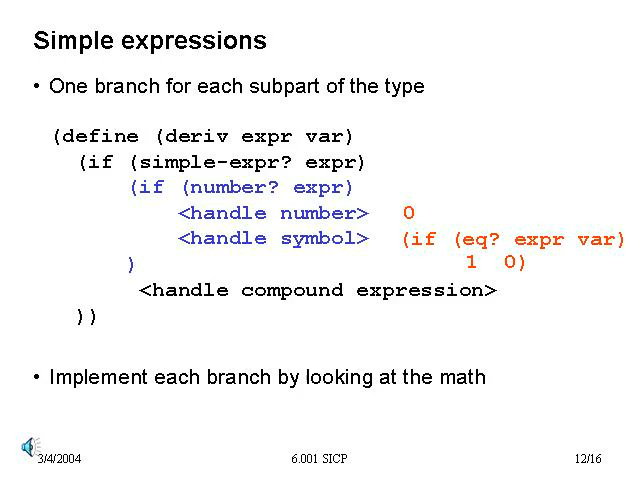 Simple expressions
• One branch for each subpart of the type
(define (deriv expr var)
(if (simple-expr? expr)
(if (number? expr)
<handle number> 0
<handle symbol> (if (eq? expr var)
) 1 0)
<handle compound expression>
))
• Implement each branch by looking at the math
3/4/2004 6.001 SICP 12/16